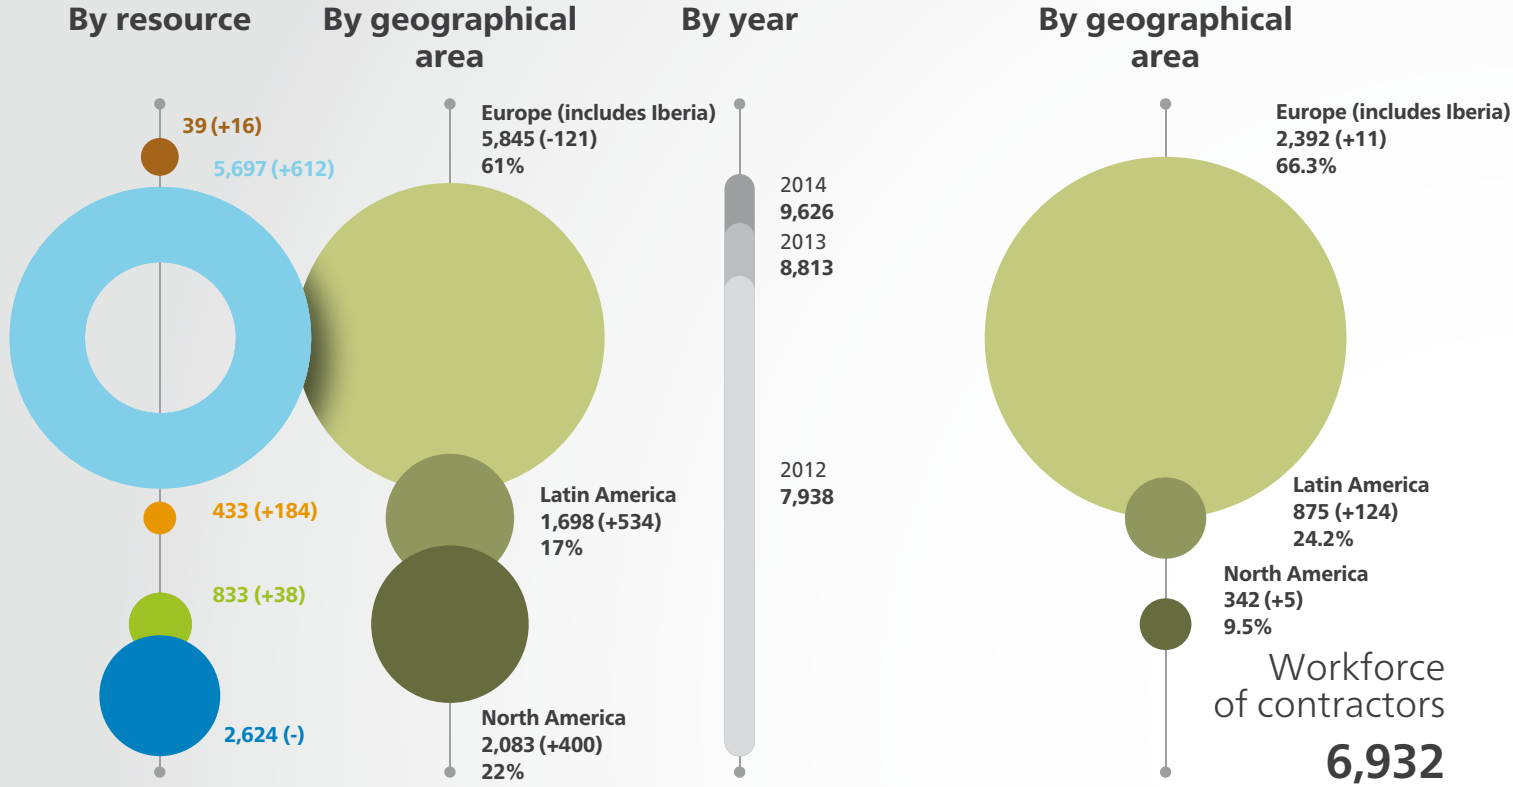 By resource
39 (+16)
5,697 (+612)
433 (+184)
833 (+38)
2,624 (-)
By geographical
area
Europe (includes Iberia)
5,845 (-121)
61%
Latin America
1,698 (+534)
17%
North America
2,083 (+400)
22%
By year
2014
9,626
2013
8,813
2012
7,938
By geographical
area
Europe (includes Iberia)
2,392 (+11)
66.3%
Latin America
875 (+124)
24.2%
North America
342 (+5)
9.5%
Workforce
of contractors
6,932